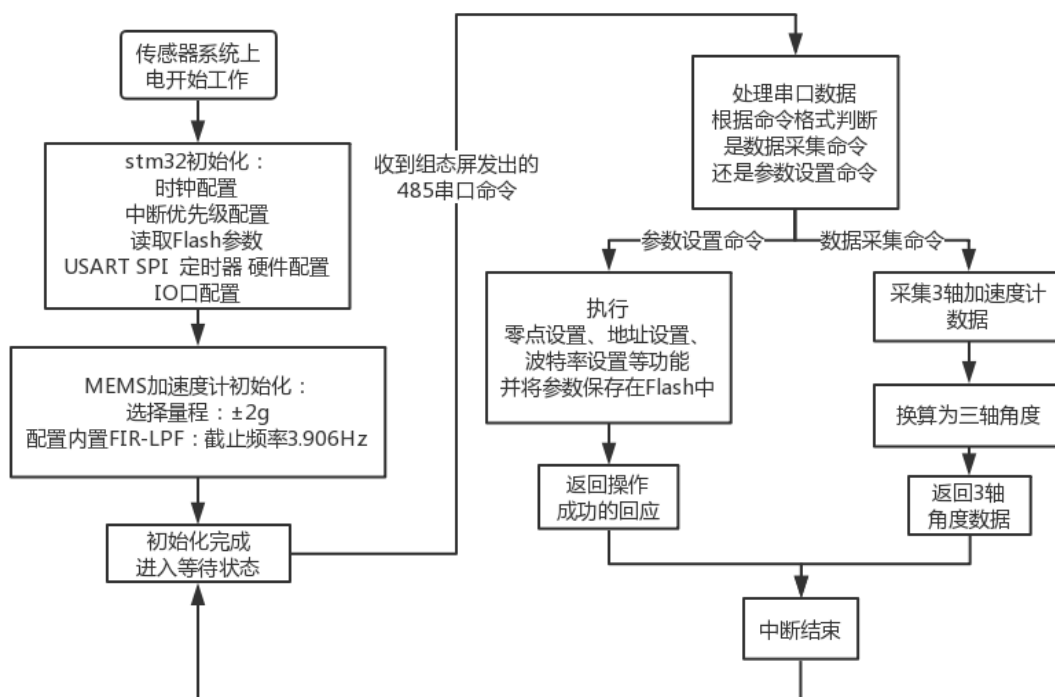 传感器系统上
电开始工作
stm32初始化：
时钟配置
中断优先级配置
读取Flash参数
USART SPI 定时器 硬件配置
IO口配置
MEMS加速度计初始化：
选择量程：±2g
配置内置FIR-LPF：截止频率3.906Hz
初始化完成
进入等待状态
收到组态屏发出的
485串口命令
处理串口数据
根据命令格式判断
是数据采集命令
还是参数设置命令
参数设置命令
数据采集命令
执行
零点设置、地址设置、
波特率设置等功能
并将参数保存在Flash中
返回操作
成功的回应
采集3轴加速度计
数据
换算为三轴角度
返回3轴
角度数据
中断结束